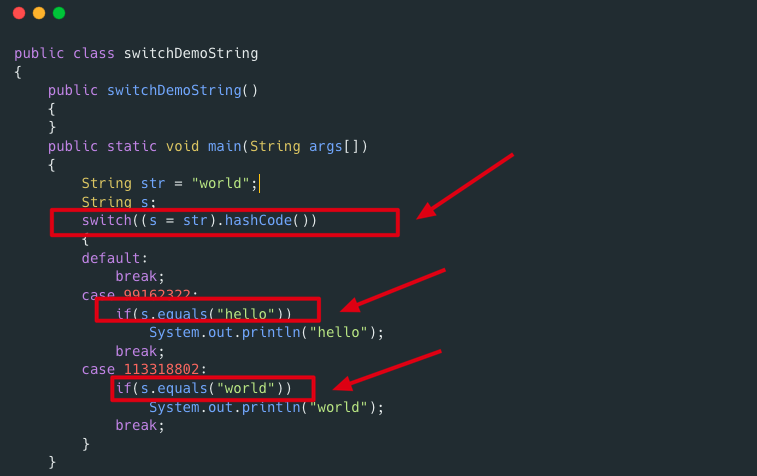 public class switchDemoString
{
    public switchDemoString()
    {
    }
    public static void main(String args[])
    {
        String str = "world";
        String s;
        switch((s = str).hashCode())
        {
        default:
            break;
        case 99162322:
            if(s.equals("hello"))
                System.out.println("hello");
            break;
        case 113318802:
            if(s.equals("world"))
                System.out.println("world");
            break;
        }
    }